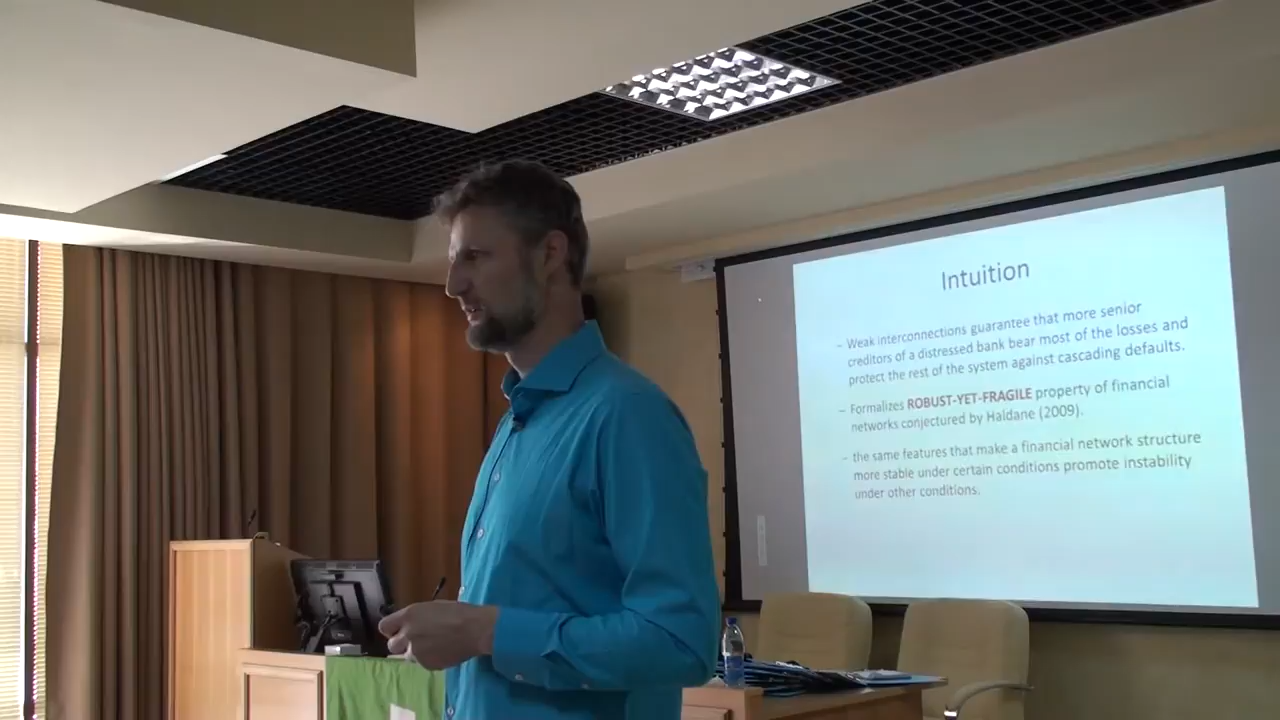 Intuition
– Weak interconnections guarantee that more senior
creditors of a distressed bank bear most of the losses and
protect the rest of the system against cascading defaults.
– Formalizes ROBUST-YET-FRAGILE property of financial
networks conjectured by Haldane (2009).
– the same features that make a financial network structure
more stable under certain conditions promote instability
under other conditions.